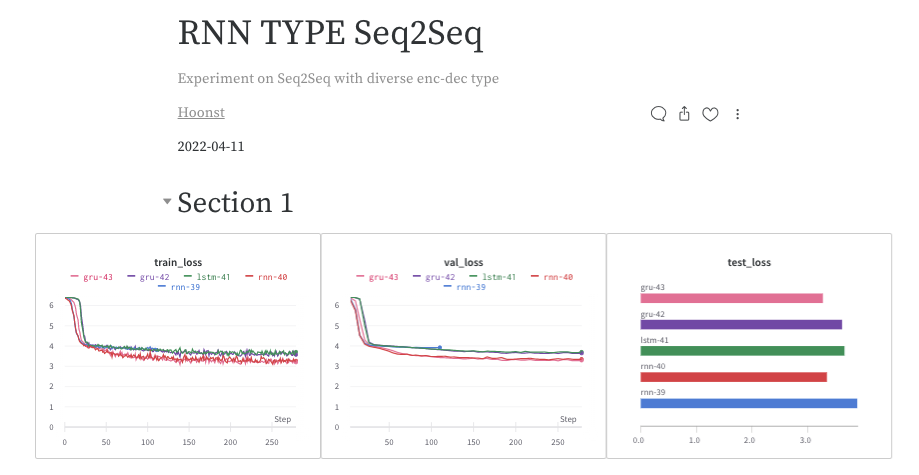 RNN TYPE Seq2Seq
Experiment on Seq2Seq with diverse enc-dec type
Hoonst
2022-04-11
Section 1
train_loss
gru-43 gru-42 lstm-41 rnn-40
rnn-39
6
5
4
3
2
1
0
Step
0 50 100 150 200 250
val_loss
gru-43 gru-42 lstm-41 rnn-40
rnn-39
6
5
4
3
2
1
0
Step
50 100 150 200 250
test_loss
gru-43
gru-42
lstm-41
rnn-40
rnn-39
0.0 1.0 2.0 3.0